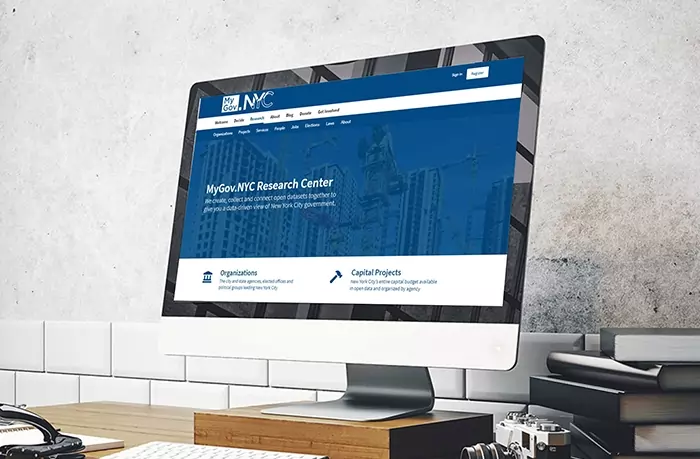 Sign in Register
My
Gov.NYC
Welcome Decide Research About Blog Donate Get Involved
Organizations Projects Services People Jobs Elections Laws About
MyGov.NYC Research Center
We create, collect and connect open datasets together to
give you a data-driven view of New York City government.
Organizations
The city and state agencies, elected offices and
political groups leading New York City
Capital Projects
New York City's entire capital budget available
in open data and organized by agency